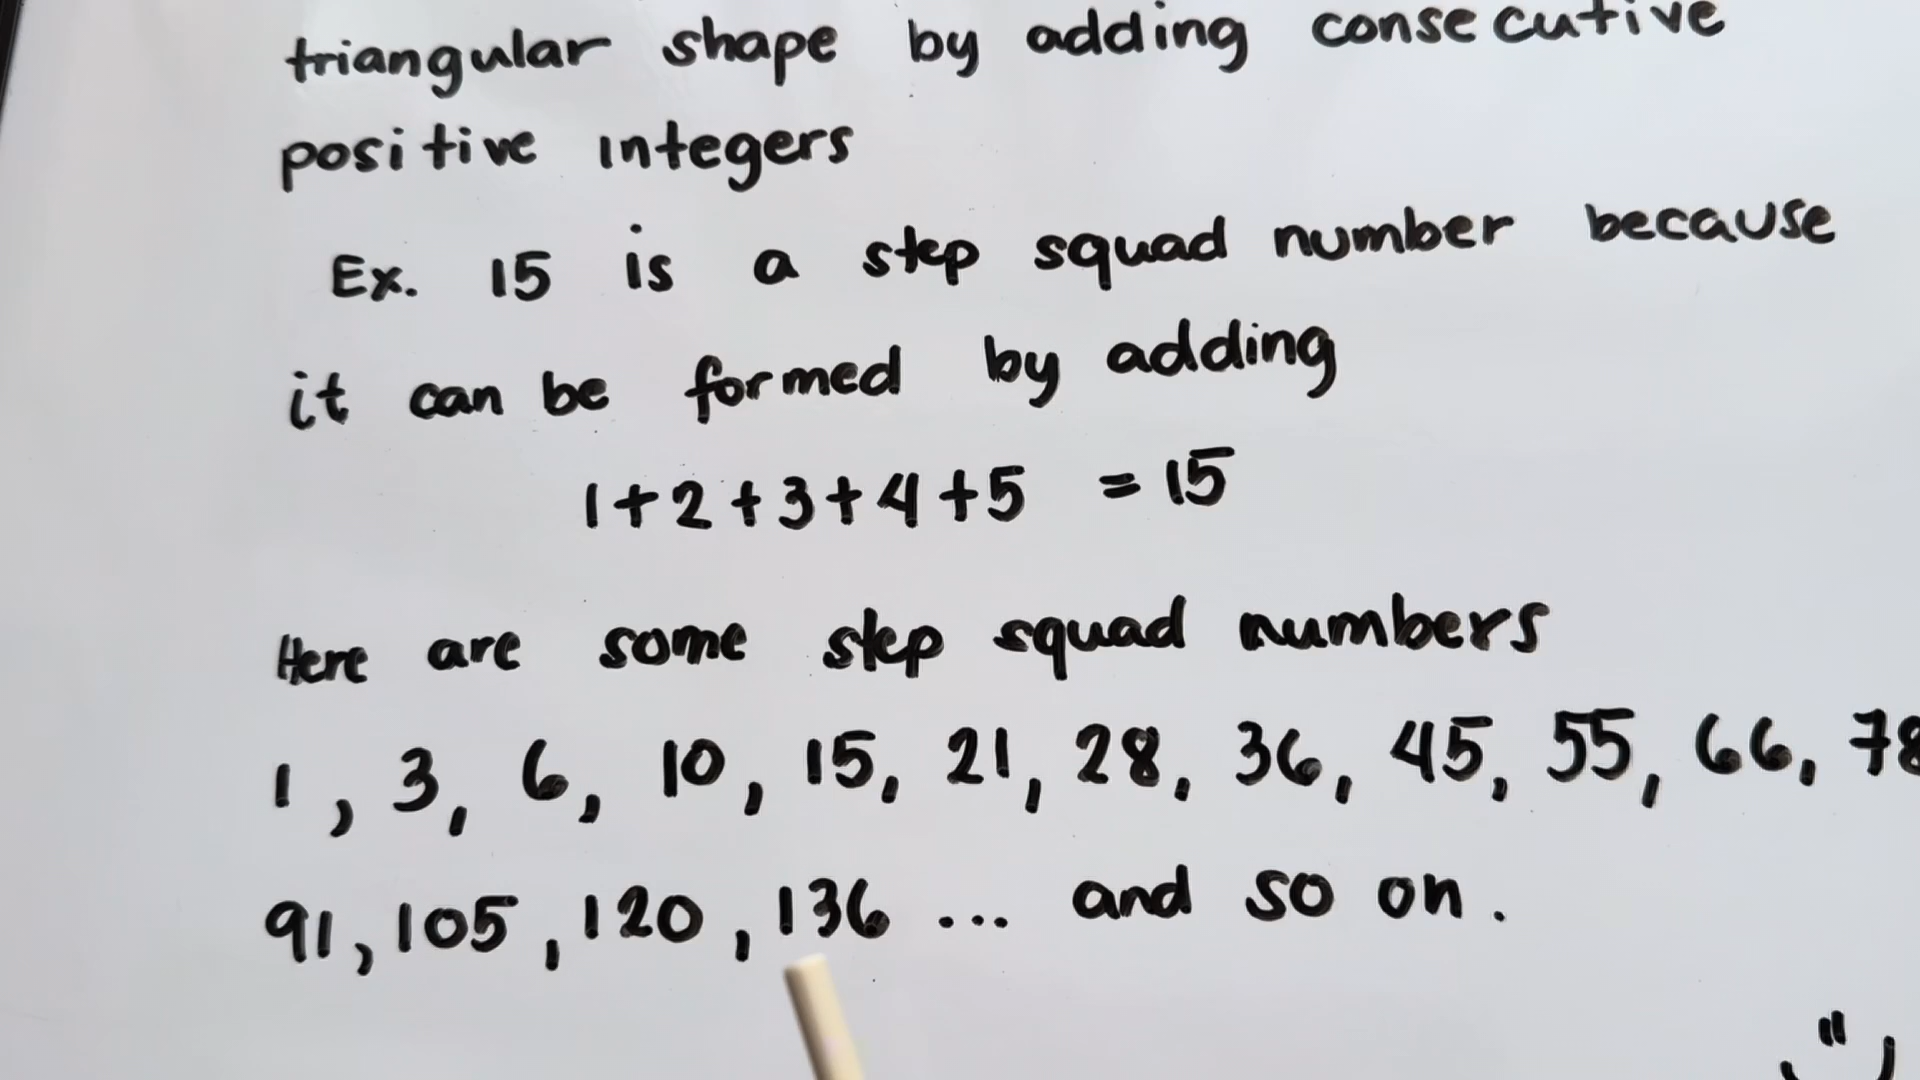 triangular shape by adding consecutive
positive integers
Ex. 15 is a step squad number because
it can be formed by adding
1+2+3+4+5 = 15
Here are some step squad numbers
1, 3, 6, 10, 15, 21, 28, 36, 45, 55, 66, 78
91, 105, 120, 136 ... and so on.